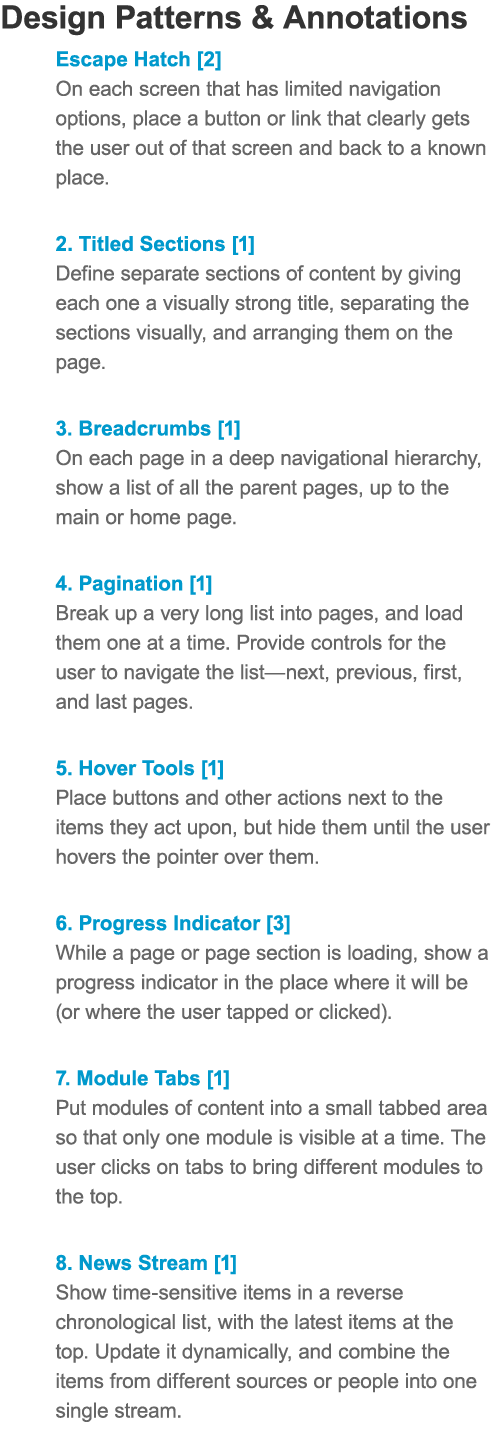 Design Patterns & Annotations
Escape Hatch [2]
On each screen that has limited navigation
options, place a button or link that clearly gets
the user out of that screen and back to a known
place.
2. Titled Sections [1]
Define separate sections of content by giving
each one a visually strong title, separating the
sections visually, and arranging them on the
page.
3. Breadcrumbs [1]
On each page in a deep navigational hierarchy,
show a list of all the parent pages, up to the
main or home page.
4. Pagination [1]
Break up a very long list into pages, and load
them one at a time. Provide controls for the
user to navigate the list—next, previous, first,
and last pages.
5. Hover Tools [1]
Place buttons and other actions next to the
items they act upon, but hide them until the user
hovers the pointer over them.
6. Progress Indicator [3]
While a page or page section is loading, show a
progress indicator in the place where it will be
(or where the user tapped or clicked).
7. Module Tabs [1]
Put modules of content into a small tabbed area
so that only one module is visible at a time. The
user clicks on tabs to bring different modules to
the top.
8. News Stream [1]
Show time-sensitive items in a reverse
chronological list, with the latest items at the
top. Update it dynamically, and combine the
items from different sources or people into one
single stream.